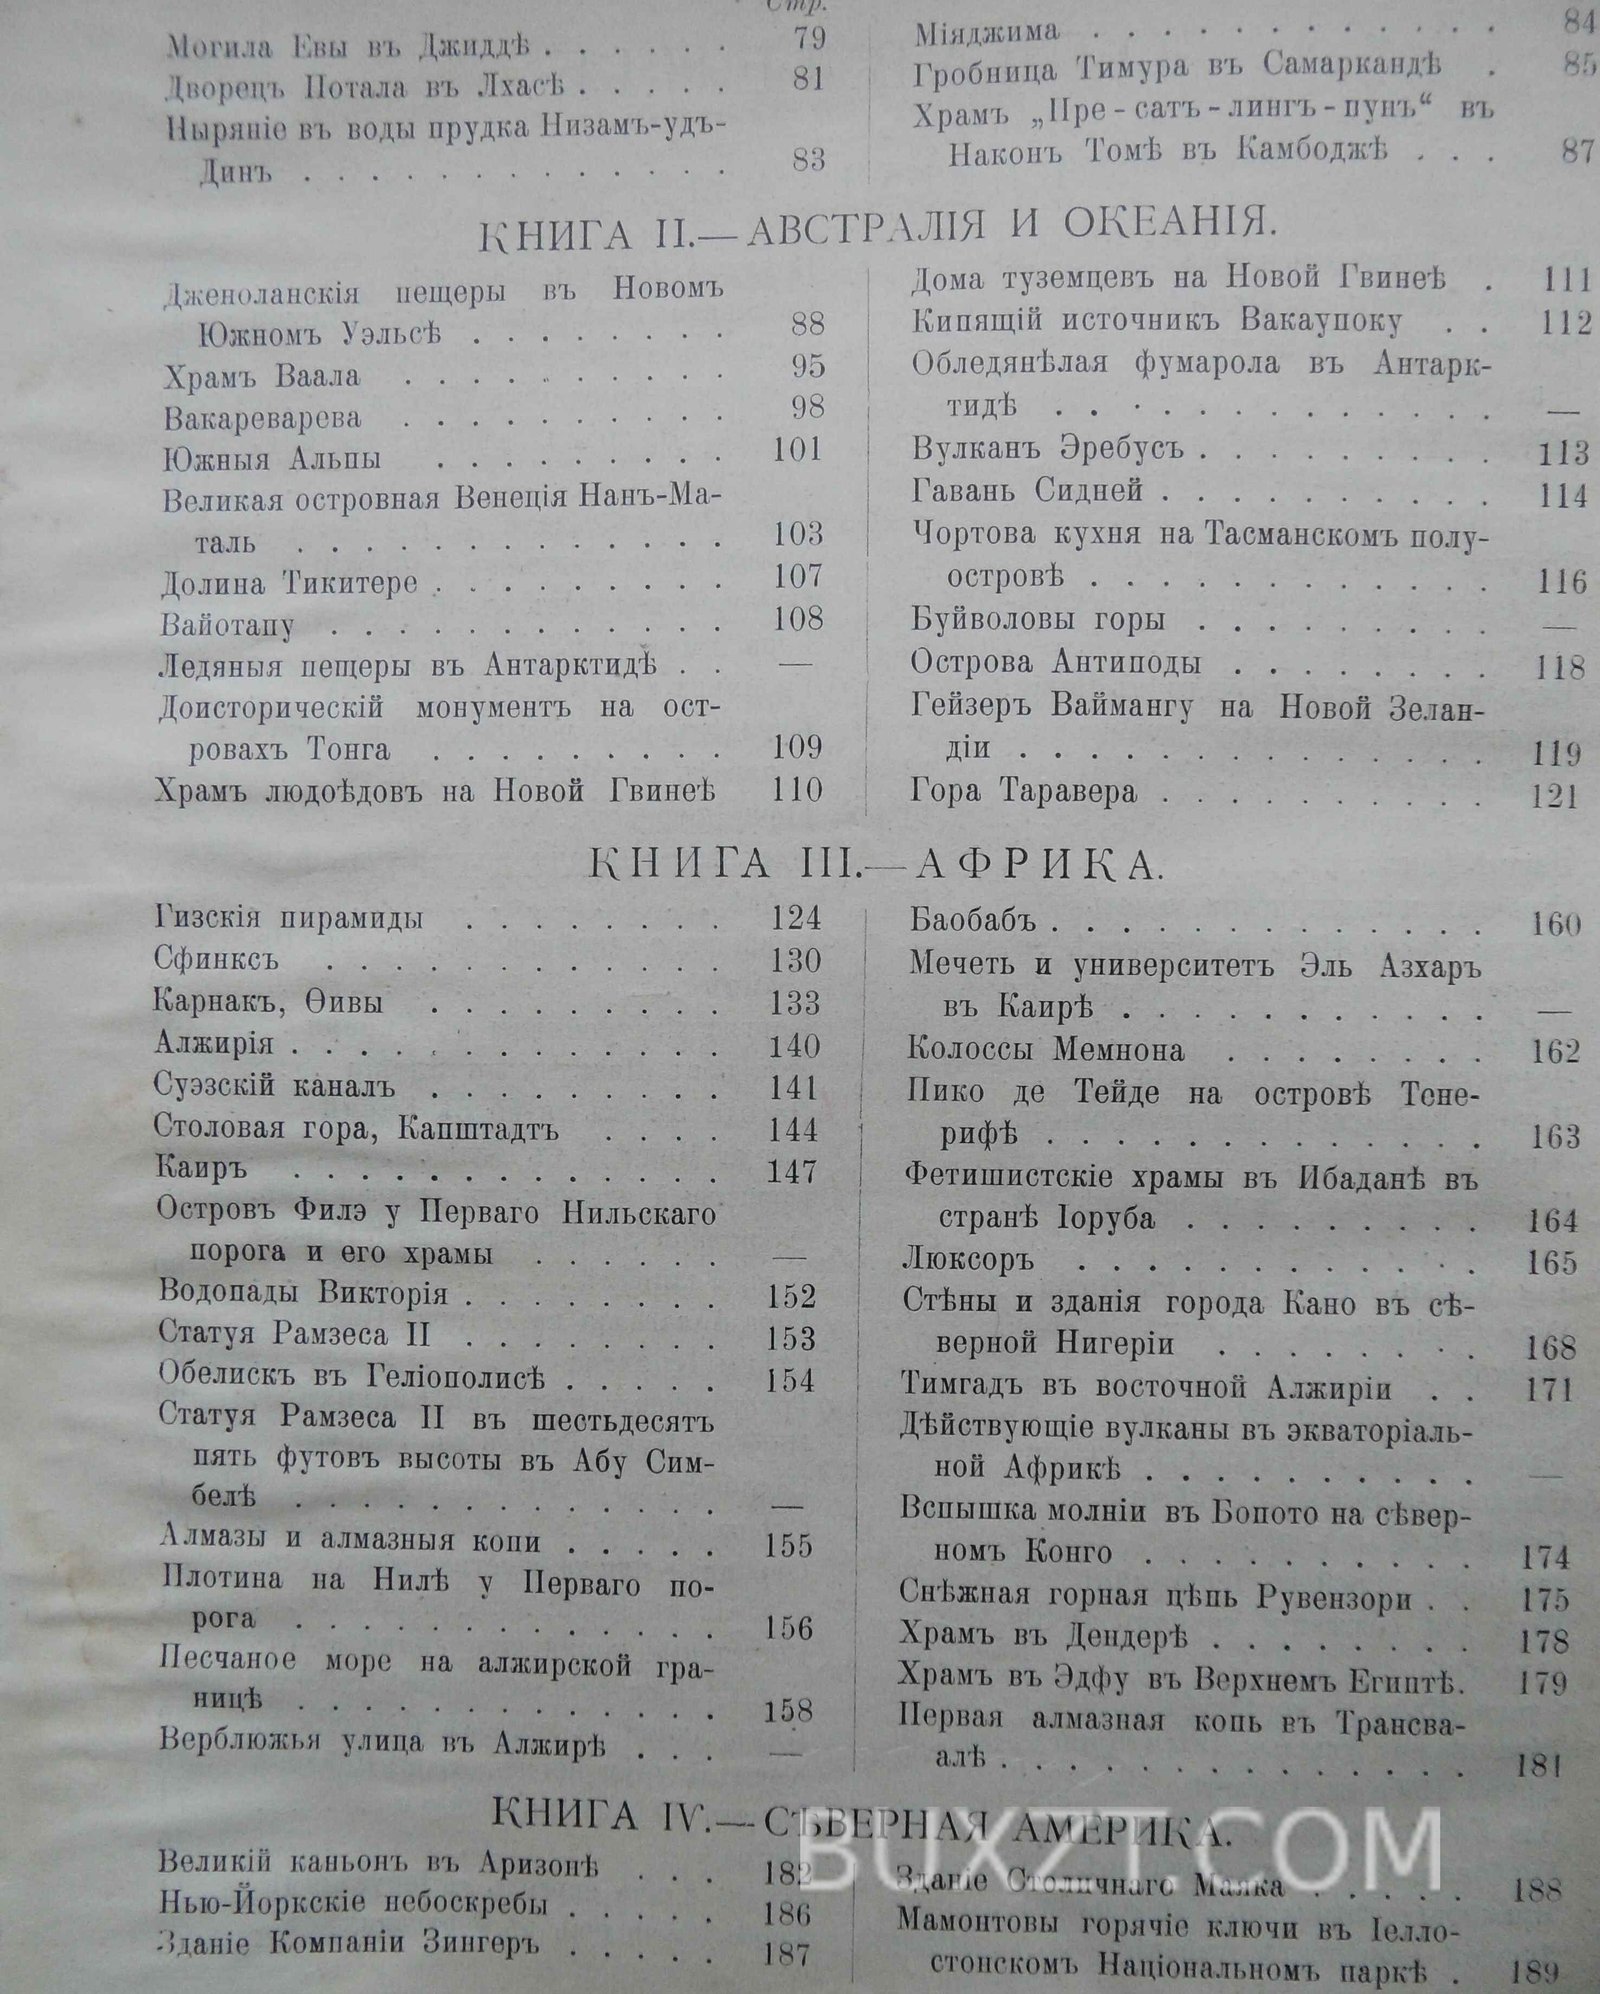 Стр.
Могила Евы въ Джиддѣ . . . . . . 79
Дворецъ Потала въ Лхасѣ . . . . . 81
Ныряніе въ воды прудка Низамъ-удъ-
Динъ . . . . . . . . . . . . . 83
Міяджима . . . . . . . . . . . . 84
Гробница Тимура въ Самаркандѣ . 85
Храмъ „Пре-сатъ-лингъ-пунъ“ въ
Наконъ Томѣ въ Камбоджѣ . . . 87
КНИГА II.—АВСТРАЛІЯ И ОКЕАНІЯ.
Дженоланскія пещеры въ Новомъ
Южномъ Уэльсѣ . . . . . . . . 88
Храмъ Ваала . . . . . . . . . . 95
Вакареварева . . . . . . . . . . 98
Южныя Альпы . . . . . . . . . 101
Великая островная Венеція Нанъ-Ма-
таль . . . . . . . . . . . . . 103
Долина Тикитере . . . . . . . . . 107
Вайотапу . . . . . . . . . . . . 108
Ледяныя пещеры въ Антарктидѣ . . —
Доисторическій монументъ на ост-
ровахъ Тонга . . . . . . . . . 109
Храмъ людоѣдовъ на Новой Гвинеѣ 110
Дома туземцевъ на Новой Гвинеѣ . 111
Кипящій источникъ Вакаупоку . . 112
Обледянѣлая фумарола въ Антарк-
тидѣ . . . . . . . . . . . . . —
Вулканъ Эребусъ . . . . . . . . . 113
Гавань Сидней . . . . . . . . . . 114
Чортова кухня на Тасманскомъ полу-
островѣ . . . . . . . . . . . . 116
Буйволовы горы . . . . . . . . . —
Острова Антиподы . . . . . . . . 118
Гейзеръ Ваймангу на Новой Зелан-
діи . . . . . . . . . . . . . . 119
Гора Таравера . . . . . . . . . . 121
КНИГА III.—АФРИКА.
Гизскія пирамиды . . . . . . . . 124
Сфинксъ . . . . . . . . . . . . 130
Карнакъ, Ѳивы . . . . . . . . . 133
Алжирія . . . . . . . . . . . . . 140
Суэзскій каналъ . . . . . . . . . 141
Столовая гора, Капштадтъ . . . . 144
Каиръ . . . . . . . . . . . . . 147
Островъ Филэ у Перваго Нильскаго
порога и его храмы . . . . . . —
Водопады Викторія . . . . . . . . 152
Статуя Рамзеса II . . . . . . . . 153
Обелискъ въ Геліополисѣ . . . . . 154
Статуя Рамзеса II въ шестьдесятъ
пять футовъ высоты въ Абу Сим-
белѣ . . . . . . . . . . . . . —
Алмазы и алмазныя копи . . . . . 155
Плотина на Нилѣ у Перваго по-
рога . . . . . . . . . . . . . 156
Песчаное море на алжирской гра-
ницѣ . . . . . . . . . . . . . 158
Верблюжья улица въ Алжирѣ . . . —
Баобабъ . . . . . . . . . . . . . 160
Мечеть и университетъ Эль Азхаръ
въ Каирѣ . . . . . . . . . . . —
Колоссы Мемнона . . . . . . . . 162
Пико де Тейде на островѣ Тене-
рифѣ . . . . . . . . . . . . . 163
Фетишистскіе храмы въ Ибаданѣ въ
странѣ Іоруба . . . . . . . . . 164
Люксоръ . . . . . . . . . . . . 165
Стѣны и зданія города Кано въ сѣ-
верной Нигеріи . . . . . . . . 168
Тимгадъ въ восточной Алжиріи . . 171
Дѣйствующіе вулканы въ экваторіаль-
ной Африкѣ . . . . . . . . . . —
Вспышка молніи въ Бопото на сѣвер-
номъ Конго . . . . . . . . . . 174
Снѣжная горная цѣпь Рувензори . . 175
Храмъ въ Дендерѣ . . . . . . . . 178
Храмъ въ Эдфу въ Верхнемъ Египтѣ. 179
Первая алмазная копь въ Трансва-
алѣ . . . . . . . . . . . . . . 181
КНИГА IV.—СѢВЕРНАЯ АМЕРИКА.
Великій каньонъ въ Аризонѣ . . . 182
Нью-Йоркскіе небоскребы . . . . . 186
Зданіе Компаніи Зингеръ . . . . . 187
Зданіе Столичнаго Маяка . . . . . 188
Мамонтовы горячіе ключи въ Іелло-
стонскомъ Національномъ паркѣ . 189
BUXZT.COM